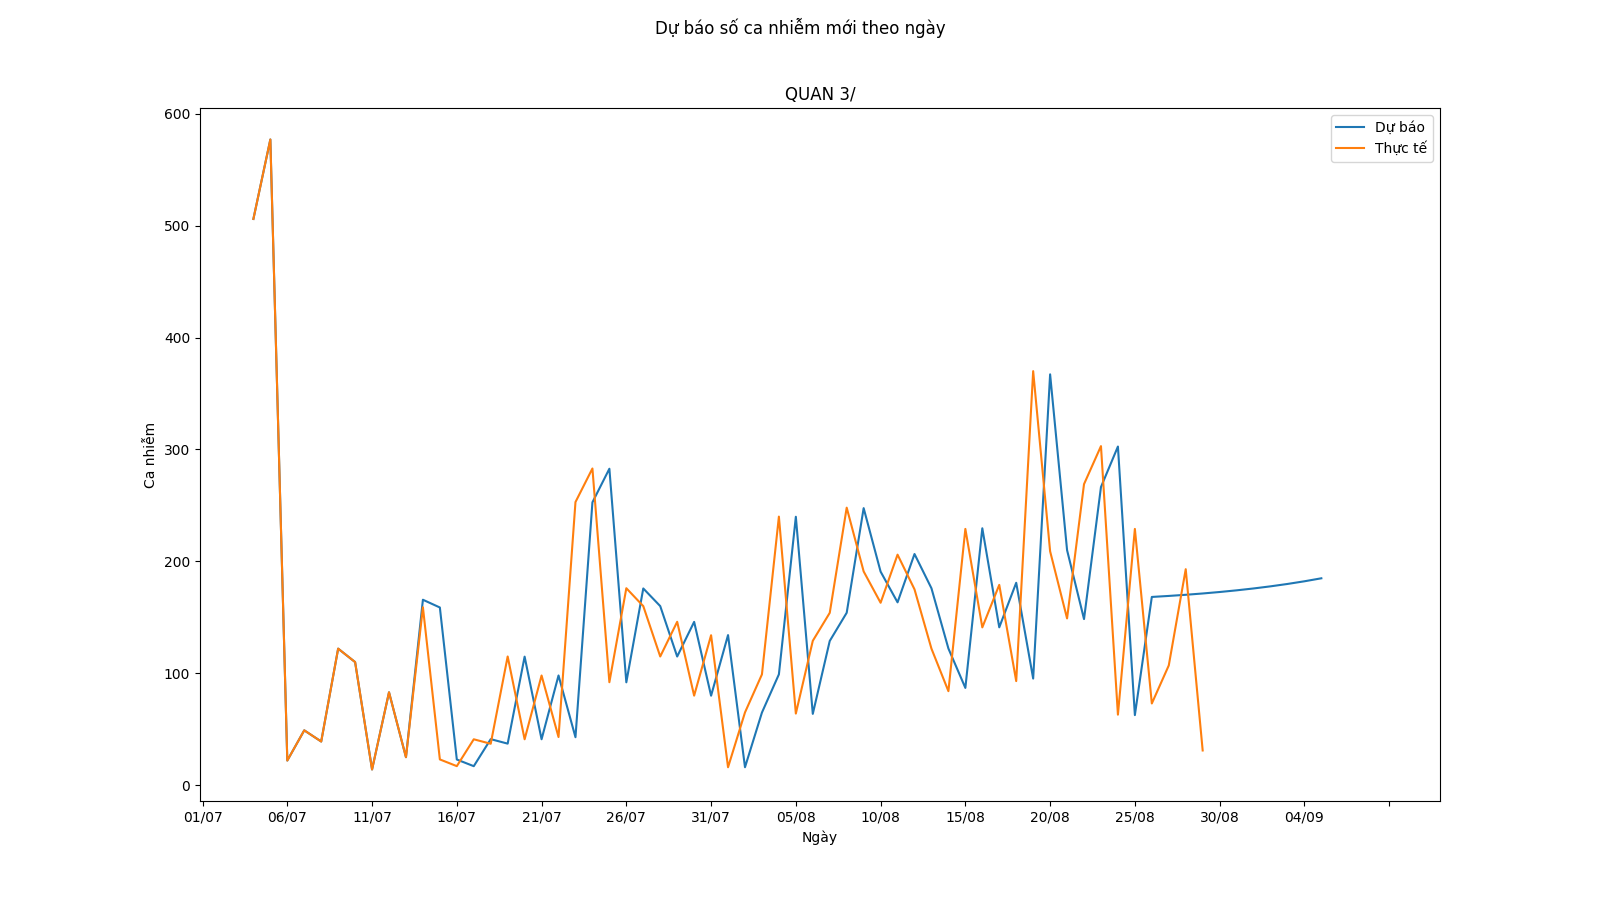 Dự báo số ca nhiễm mới theo ngày
QUAN 3/
Dự báo
Thực tế
600
500
400
300
200
100
0
Ca nhiễm
01/07 06/07 11/07 16/07 21/07 26/07 31/07 05/08 10/08 15/08 20/08 25/08 30/08 04/09
Ngày